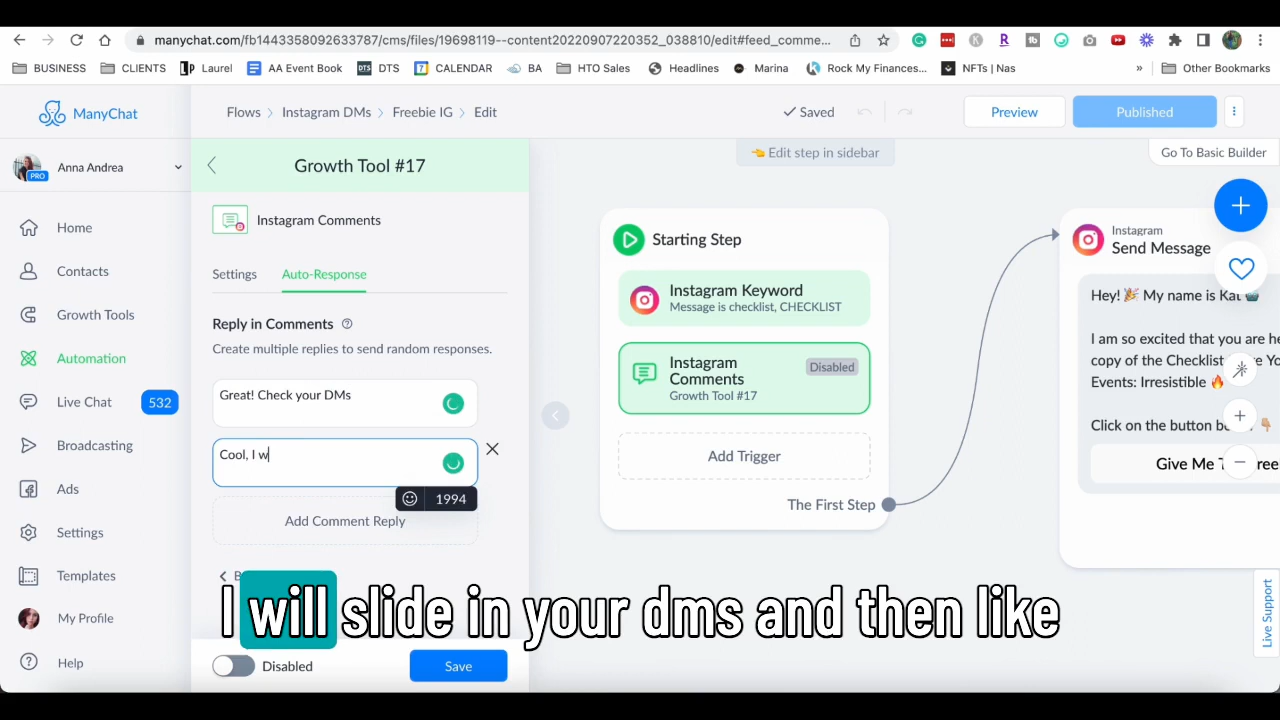 manychat.com/fb1443358092633787/cms/files/19698119--content20220907220352_038810/edit#feed_comme...
BUSINESS
CLIENTS
Laurel
AA Event Book
DTS
CALENDAR
BA
HTO Sales
Headlines
Marina
Rock My Finances...
NFTs | Nas
»
Other Bookmarks
ManyChat
Flows
Instagram DMs
Freebie IG
Edit
Saved
Preview
Published
Anna Andrea
PRO
Growth Tool #17
Edit step in sidebar
Go To Basic Builder
Home
Contacts
Growth Tools
Automation
Live Chat
532
Broadcasting
Ads
Settings
Templates
My Profile
Help
Instagram Comments
Settings
Auto-Response
Reply in Comments
Create multiple replies to send random responses.
Great! Check your DMs
Cool, I w
1994
Add Comment Reply
Disabled
Save
Starting Step
Instagram Keyword
Message is checklist, CHECKLIST
Instagram
Comments
Disabled
Growth Tool #17
Add Trigger
The First Step
Instagram
Send Message
Hey! 🎉 My name is Kat
I am so excited that you are he
copy of the Checklist
Events: Irresistible 🔥
Click on the button
Give Me
Live Support
I will slide in your dms and then like